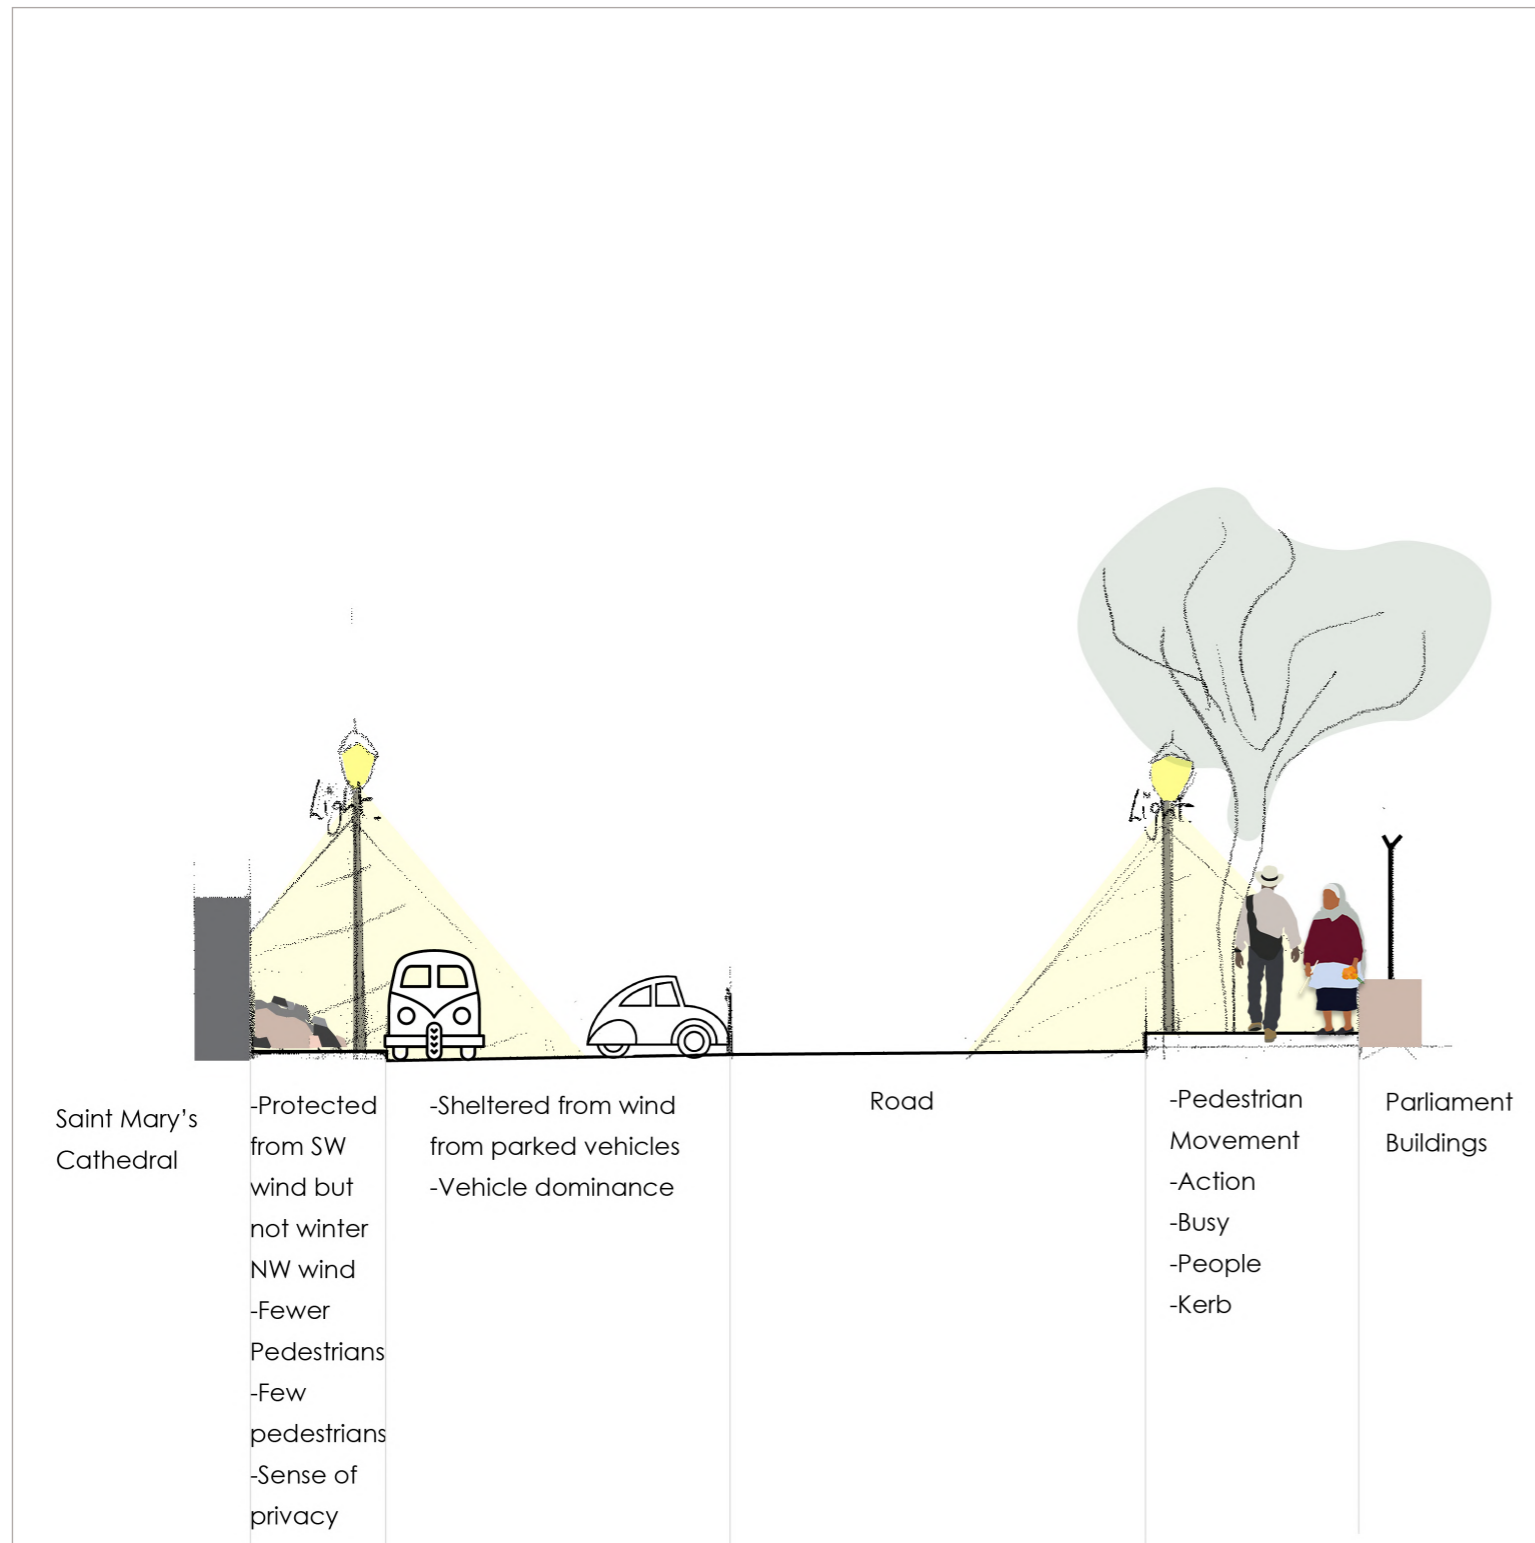 Light
Light
Saint Mary’s
Cathedral
-Protected
from SW
wind but
not winter
NW wind
-Fewer
Pedestrians
-Few
pedestrians
-Sense of
privacy
-Sheltered from wind
from parked vehicles
-Vehicle dominance
Road
-Pedestrian
Movement
-Action
-Busy
-People
-Kerb
Parliament
Buildings